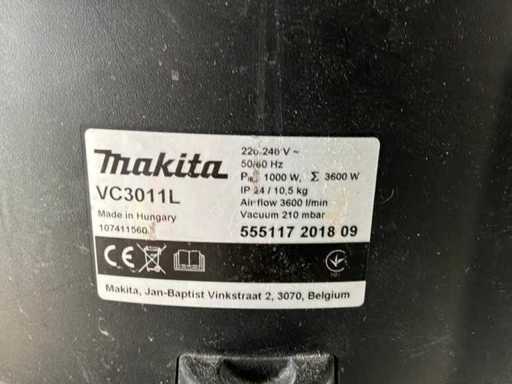 makita
VC3011L
Made in Hungary
107411560
220-240 V ~
50/60 Hz
1000 W, Σ 3600 W
IP 24 / 10,5 kg
Air flow 3600 l/min
Vacuum 210 mbar
555117 2018 09
CE
Makita, Jan-Baptist Vinkstraat 2, 3070, Belgium